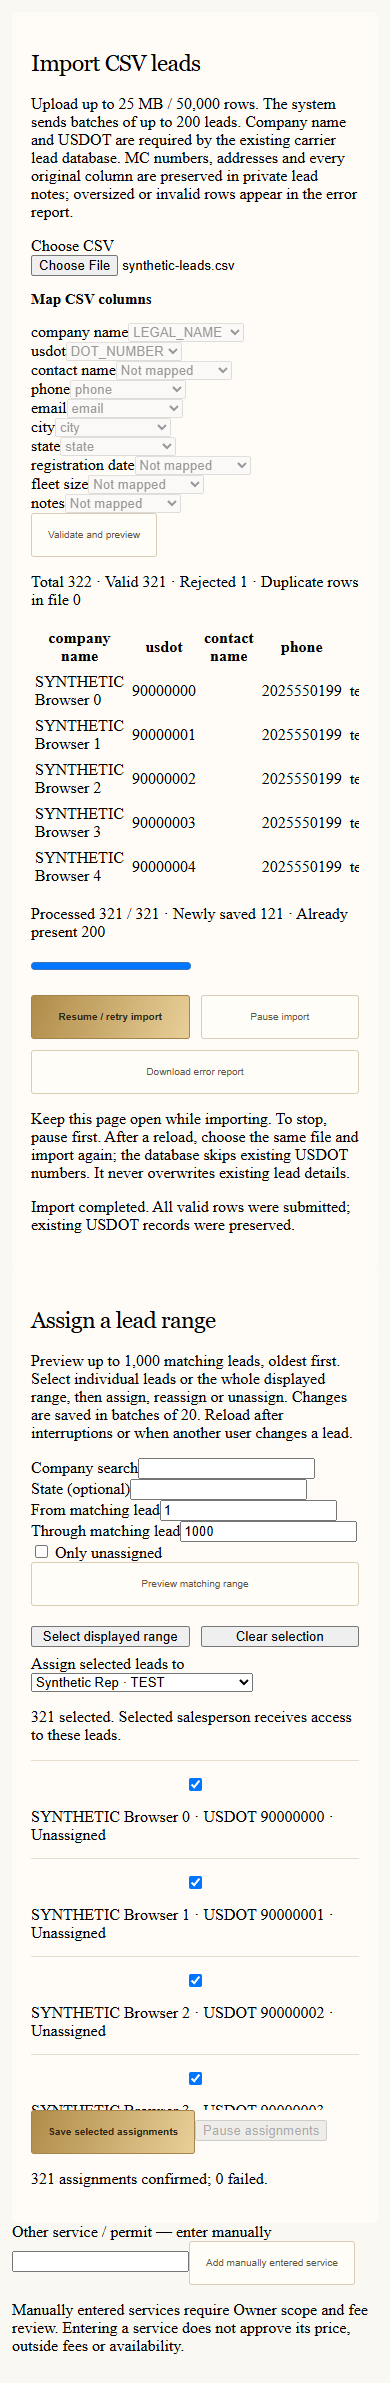 Import CSV leads
Upload up to 25 MB / 50,000 rows. The system
sends batches of up to 200 leads. Company name
and USDOT are required by the existing carrier
lead database. MC numbers, addresses and every
original column are preserved in private lead
notes; oversized or invalid rows appear in the error
report.
Choose CSV
Choose File synthetic-leads.csv
Map CSV columns
company name LEGAL_NAME
usdot DOT_NUMBER
contact name Not mapped
phone phone
email email
city city
state state
registration date Not mapped
fleet size Not mapped
notes Not mapped
Validate and preview
Total 322 · Valid 321 · Rejected 1 · Duplicate rows
in file 0
company name usdot contact name phone
SYNTHETIC Browser 0 90000000 2025550199 te
SYNTHETIC Browser 1 90000001 2025550199 te
SYNTHETIC Browser 2 90000002 2025550199 te
SYNTHETIC Browser 3 90000003 2025550199 te
SYNTHETIC Browser 4 90000004 2025550199 te
Processed 321 / 321 · Newly saved 121 · Already
present 200
Resume / retry import Pause import
Download error report
Keep this page open while importing. To stop,
pause first. After a reload, choose the same file and
import again; the database skips existing USDOT
numbers. It never overwrites existing lead details.
Import completed. All valid rows were submitted;
existing USDOT records were preserved.
Assign a lead range
Preview up to 1,000 matching leads, oldest first.
Select individual leads or the whole displayed
range, then assign, reassign or unassign. Changes
are saved in batches of 20. Reload after
interruptions or when another user changes a lead.
Company search
State (optional)
From matching lead 1
Through matching lead 1000
Only unassigned
Preview matching range
Select displayed range Clear selection
Assign selected leads to
Synthetic Rep · TEST
321 selected. Selected salesperson receives access
to these leads.
SYNTHETIC Browser 0 · USDOT 90000000 ·
Unassigned
SYNTHETIC Browser 1 · USDOT 90000001 ·
Unassigned
SYNTHETIC Browser 2 · USDOT 90000002 ·
Unassigned
SYNTHETIC Browser 3 · USDOT 90000003
Save selected assignments Pause assignments
321 assignments confirmed; 0 failed.
Other service / permit — enter manually
Add manually entered service
Manually entered services require Owner scope and fee
review. Entering a service does not approve its price,
outside fees or availability.